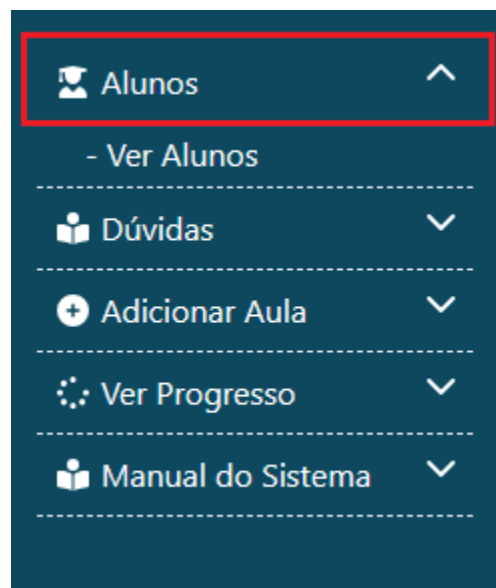 Alunos
- Ver Alunos
Dúvidas
Adicionar Aula
Ver Progresso
Manual do Sistema